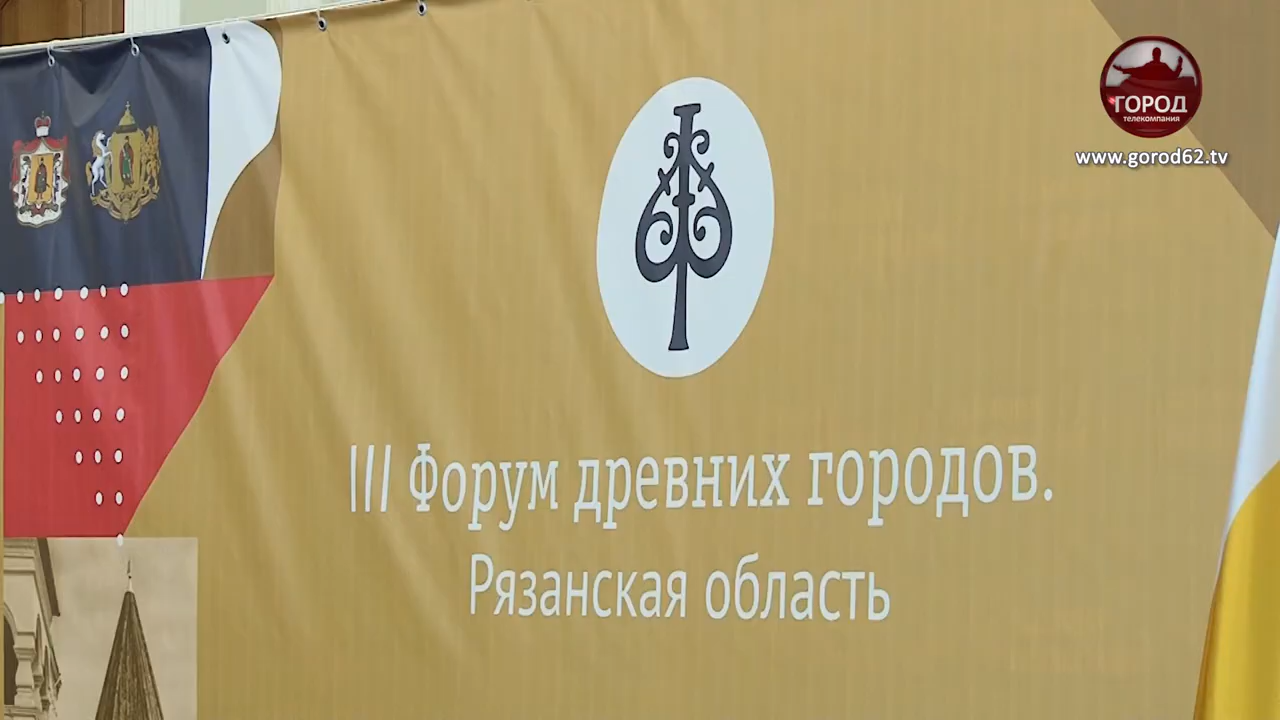 ГОРОД
телекомпания
www.gorod62.tv
III Форум древних городов.
Рязанская область